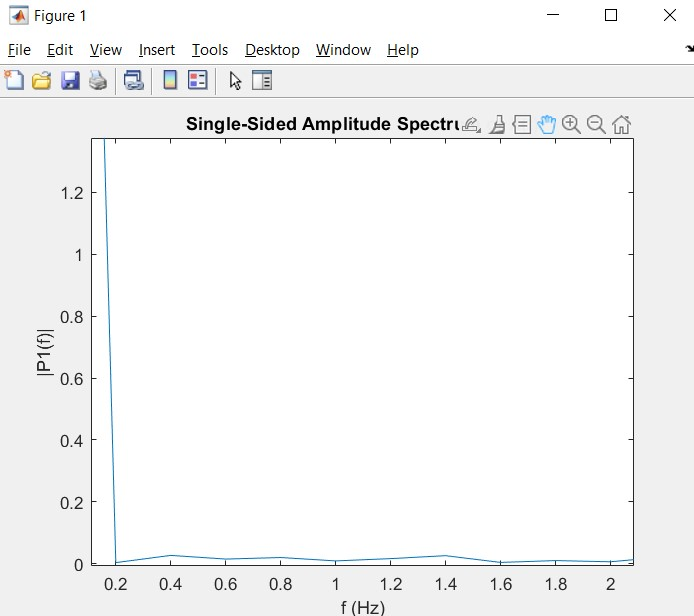 Figure 1
File Edit View Insert Tools Desktop Window Help
Single-Sided Amplitude Spectru
1.2
1
0.8
0.6
0.4
0.2
0
|P1(f)|
0.2 0.4 0.6 0.8 1 1.2 1.4 1.6 1.8 2
f (Hz)